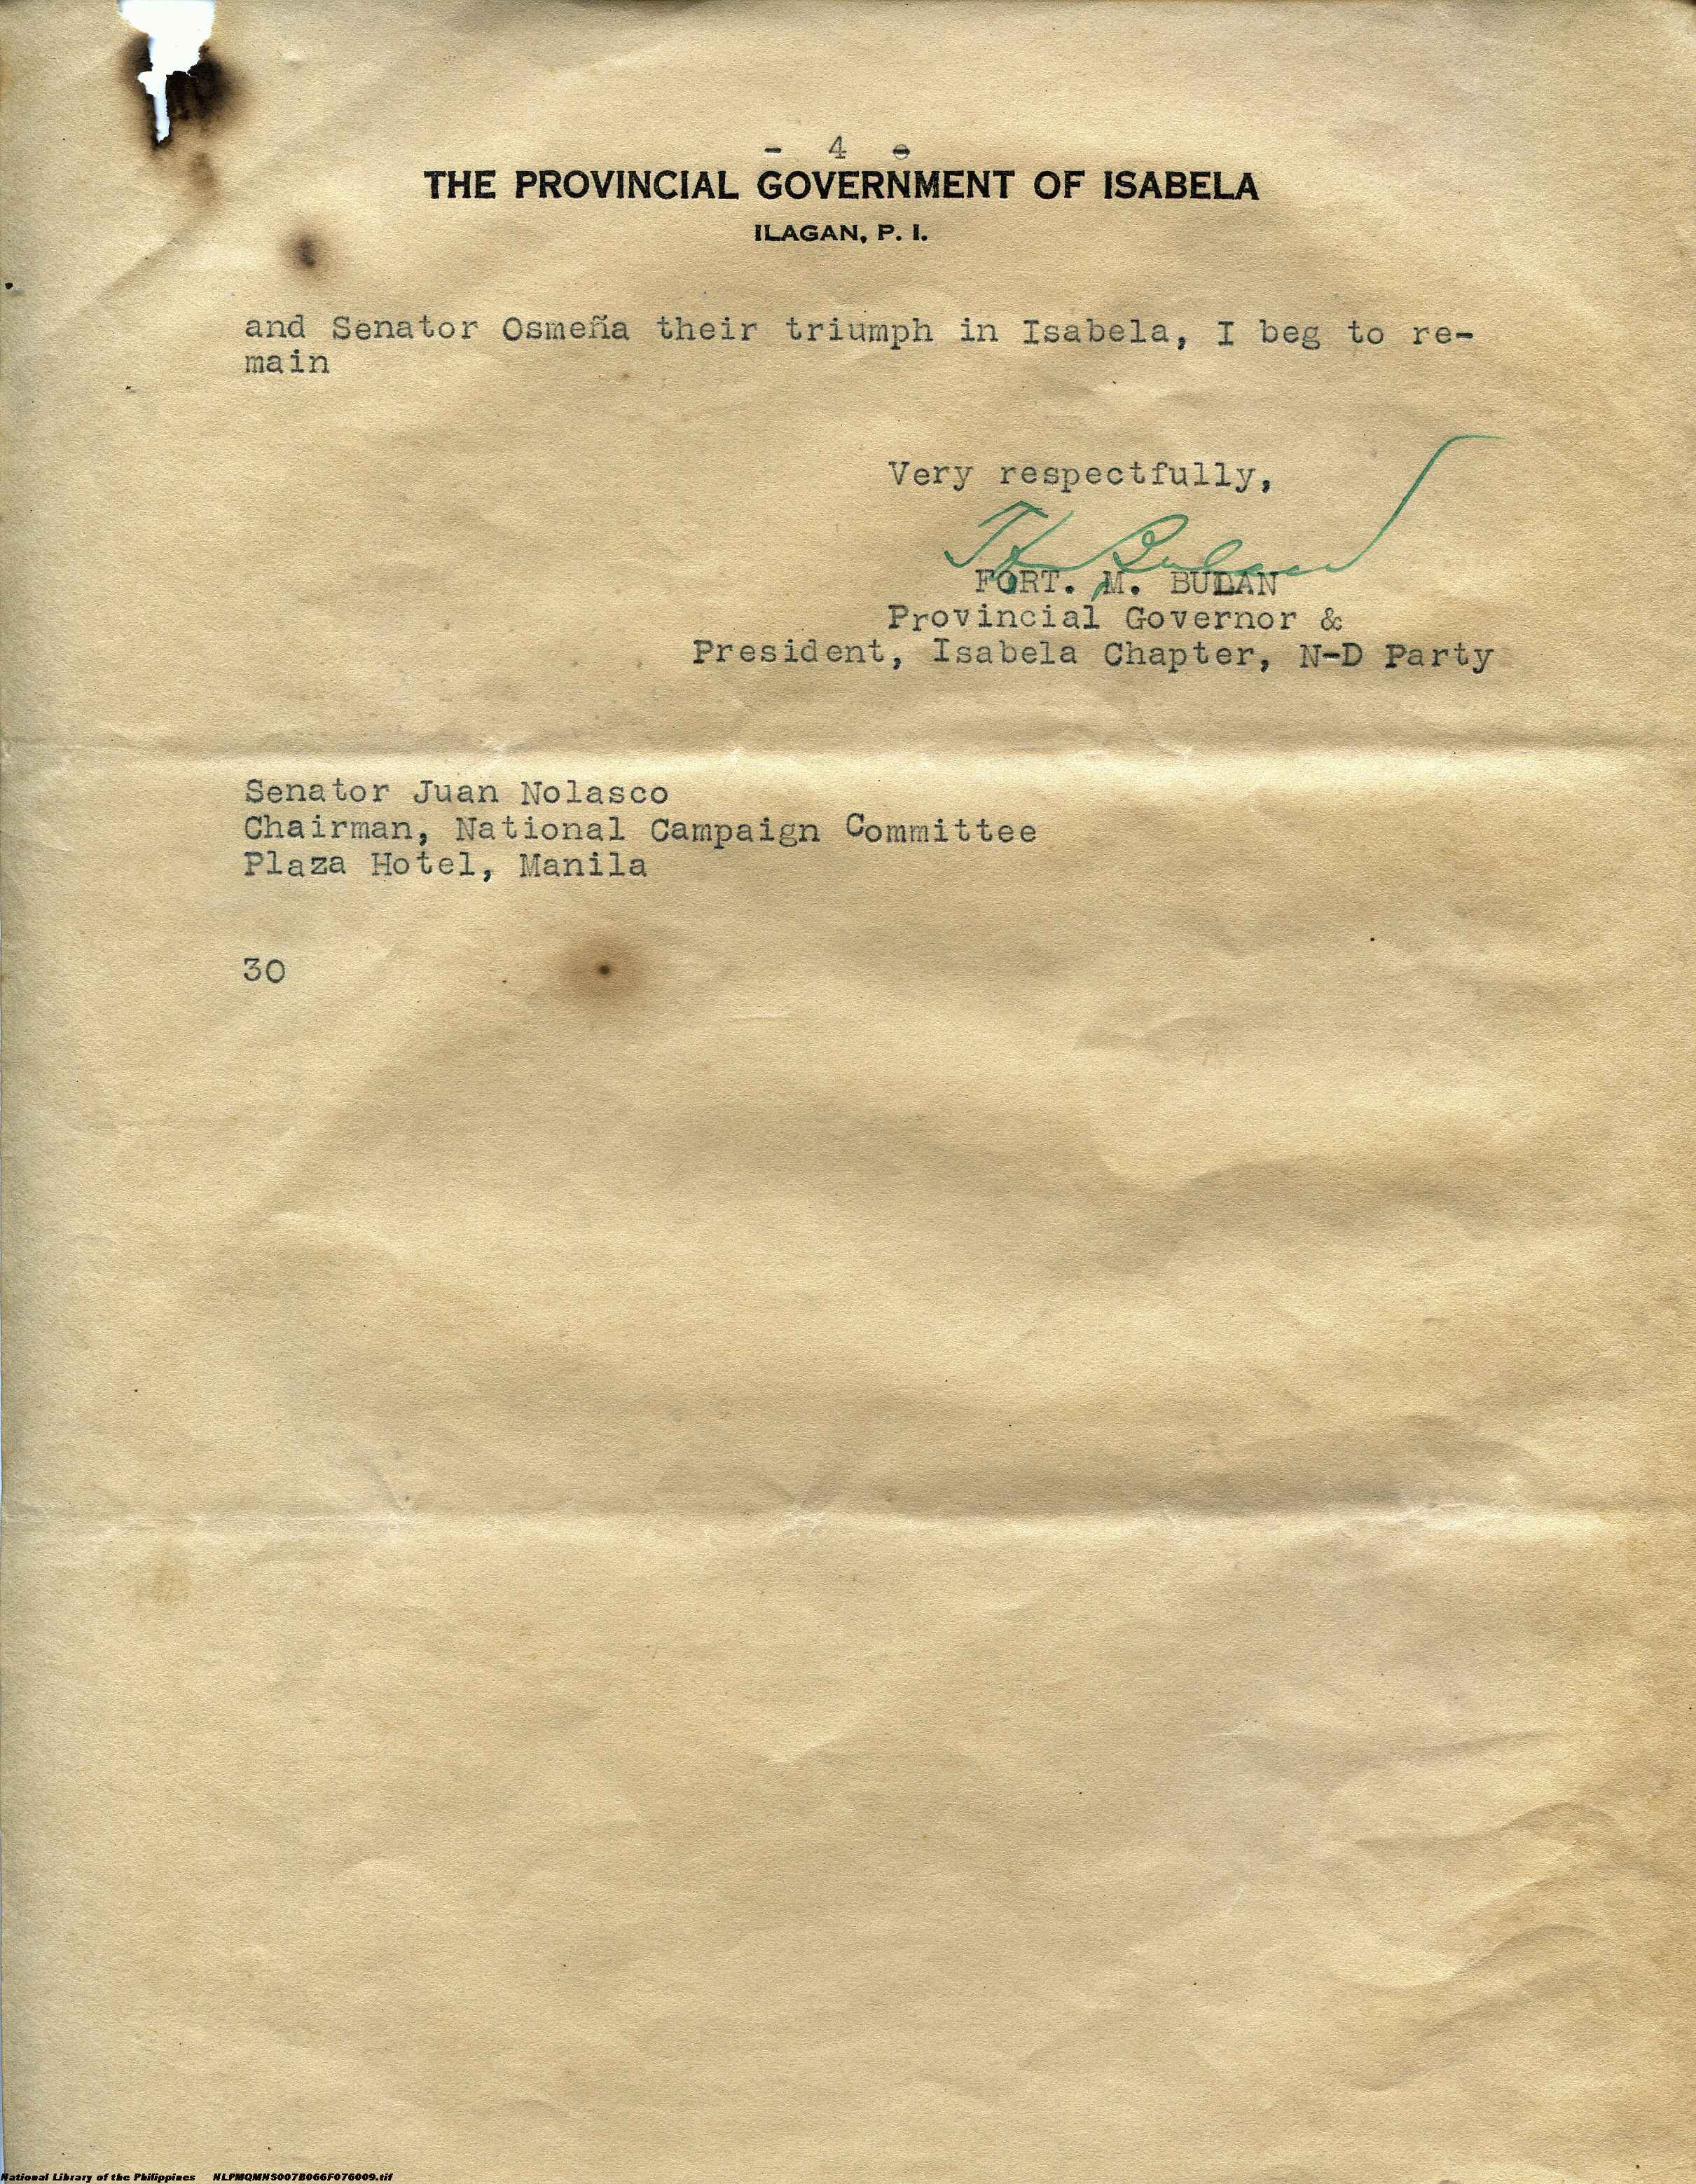 - 4 -
THE PROVINCIAL GOVERNMENT OF ISABELA
ILAGAN, P. I.
and Senator Osmeña their triumph in Isabela, I beg to re-
main
Very respectfully,
FORT. M. BULAN
Provincial Governor &
President, Isabela Chapter, N-D Party
Senator Juan Nolasco
Chairman, National Campaign Committee
Plaza Hotel, Manila
30
National Library of the Philippines NLPMQMNS007B066F076009.tif